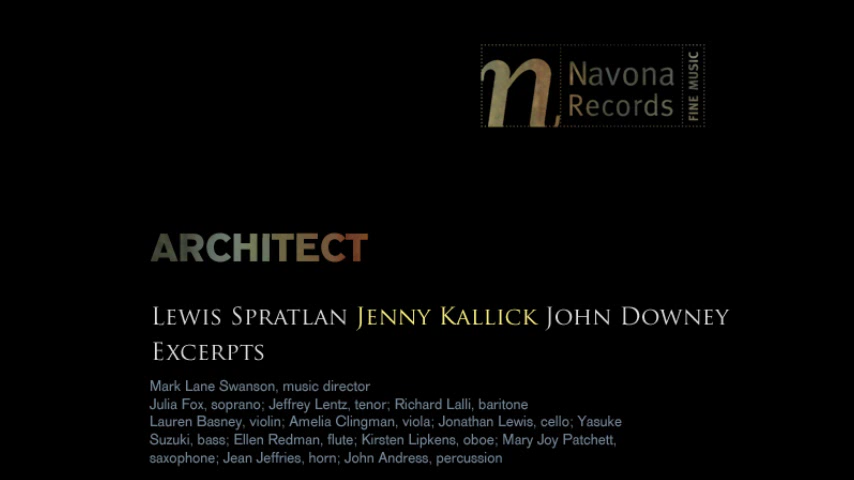 n
Navona
Records
FINE MUSIC
ARCHITECT
LEWIS SPRATLAN JENNY KALLICK JOHN DOWNEY
EXCERPTS
Mark Lane Swanson, music director
Julia Fox, soprano; Jeffrey Lentz, tenor; Richard Lalli, baritone
Lauren Basney, violin; Amelia Clingman, viola; Jonathan Lewis, cello; Yasuke
Suzuki, bass; Ellen Redman, flute; Kirsten Lipkens, oboe; Mary Joy Patchett,
saxophone; Jean Jeffries, horn; John Andress, percussion